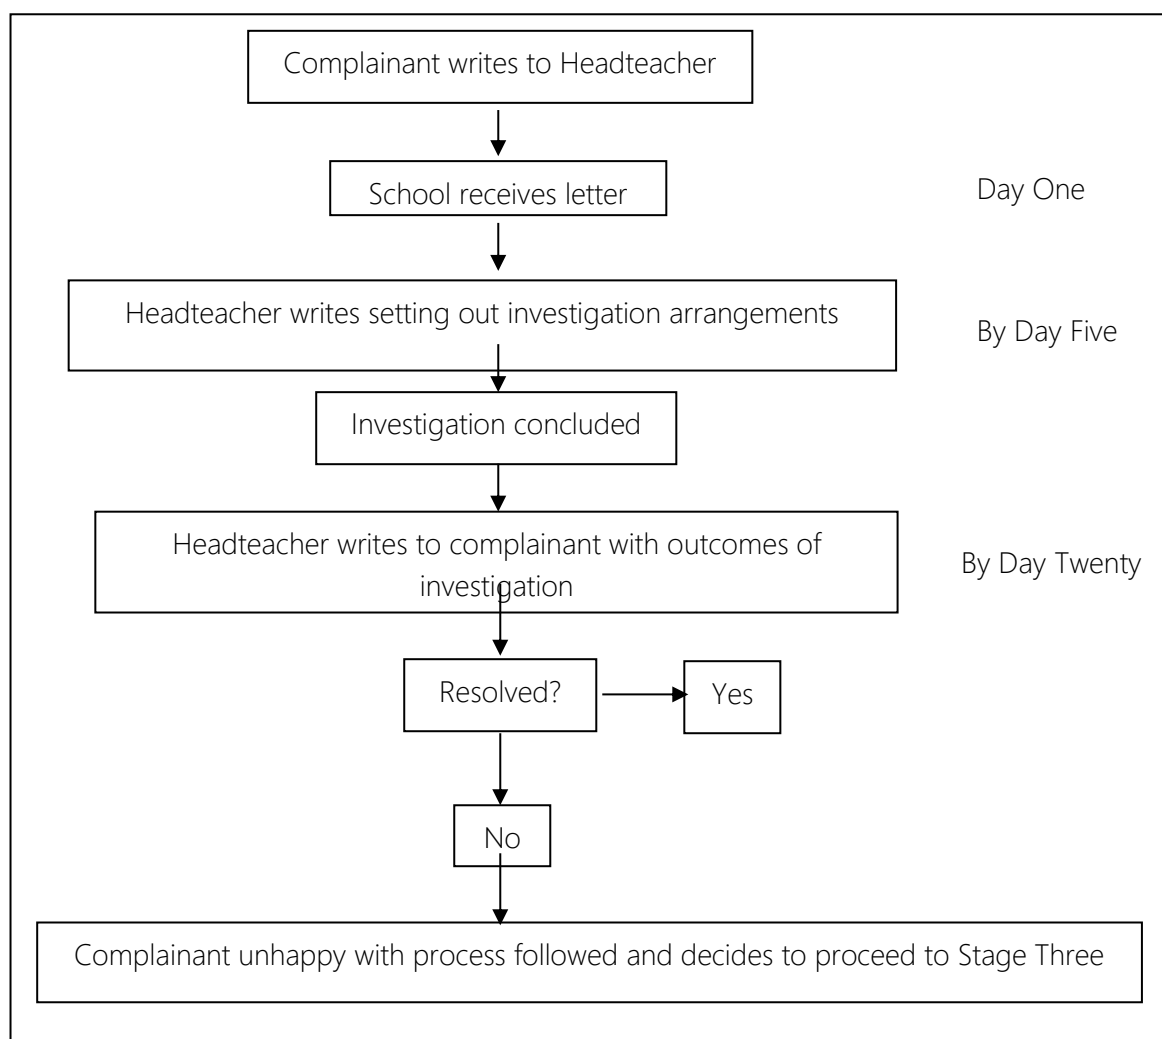 Complainant writes to Headteacher
School receives letter
Day One
Headteacher writes setting out investigation arrangements
By Day Five
Investigation concluded
Headteacher writes to complainant with outcomes of
investigation
By Day Twenty
Resolved?
Yes
No
Complainant unhappy with process followed and decides to proceed to Stage Three